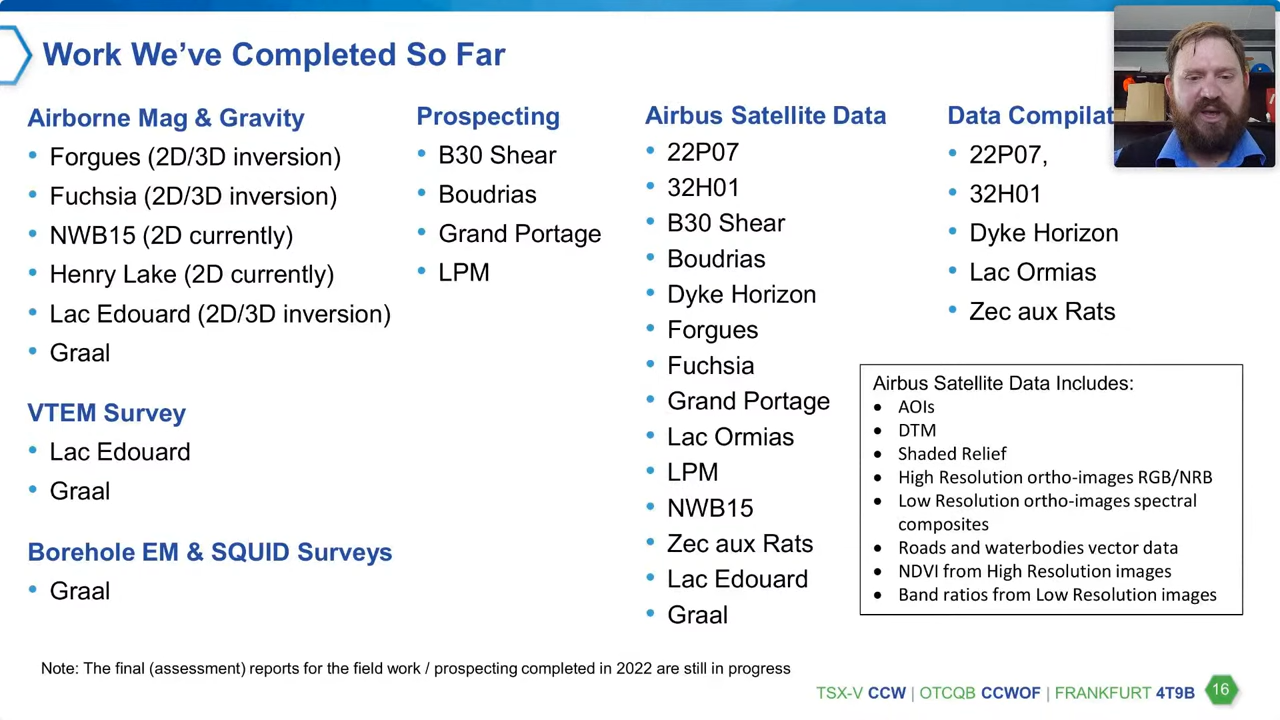 Work We've Completed So Far
Airborne Mag & Gravity
• Forgues (2D/3D inversion)
• Fuchsia (2D/3D inversion)
• NWB15 (2D currently)
• Henry Lake (2D currently)
• Lac Edouard (2D/3D inversion)
• Graal
VTEM Survey
• Lac Edouard
• Graal
Borehole EM & SQUID Surveys
• Graal
Prospecting
• B30 Shear
• Boudrias
• Grand Portage
• LPM
Airbus Satellite Data
• 22P07
• 32H01
• B30 Shear
• Boudrias
• Dyke Horizon
• Forgues
• Fuchsia
• Grand Portage
• Lac Ormias
• LPM
• NWB15
• Zec aux Rats
• Lac Edouard
• Graal
Data Compilat
• 22P07,
• 32H01
• Dyke Horizon
• Lac Ormias
• Zec aux Rats
Airbus Satellite Data Includes:
• AOIs
• DTM
• Shaded Relief
• High Resolution ortho-images RGB/NRB
• Low Resolution ortho-images spectral
composites
• Roads and waterbodies vector data
• NDVI from High Resolution images
• Band ratios from Low Resolution images
Note: The final (assessment) reports for the field work / prospecting completed in 2022 are still in progress
TSX-V CCW | OTCQB CCWOF | FRANKFURT 4T9B 16